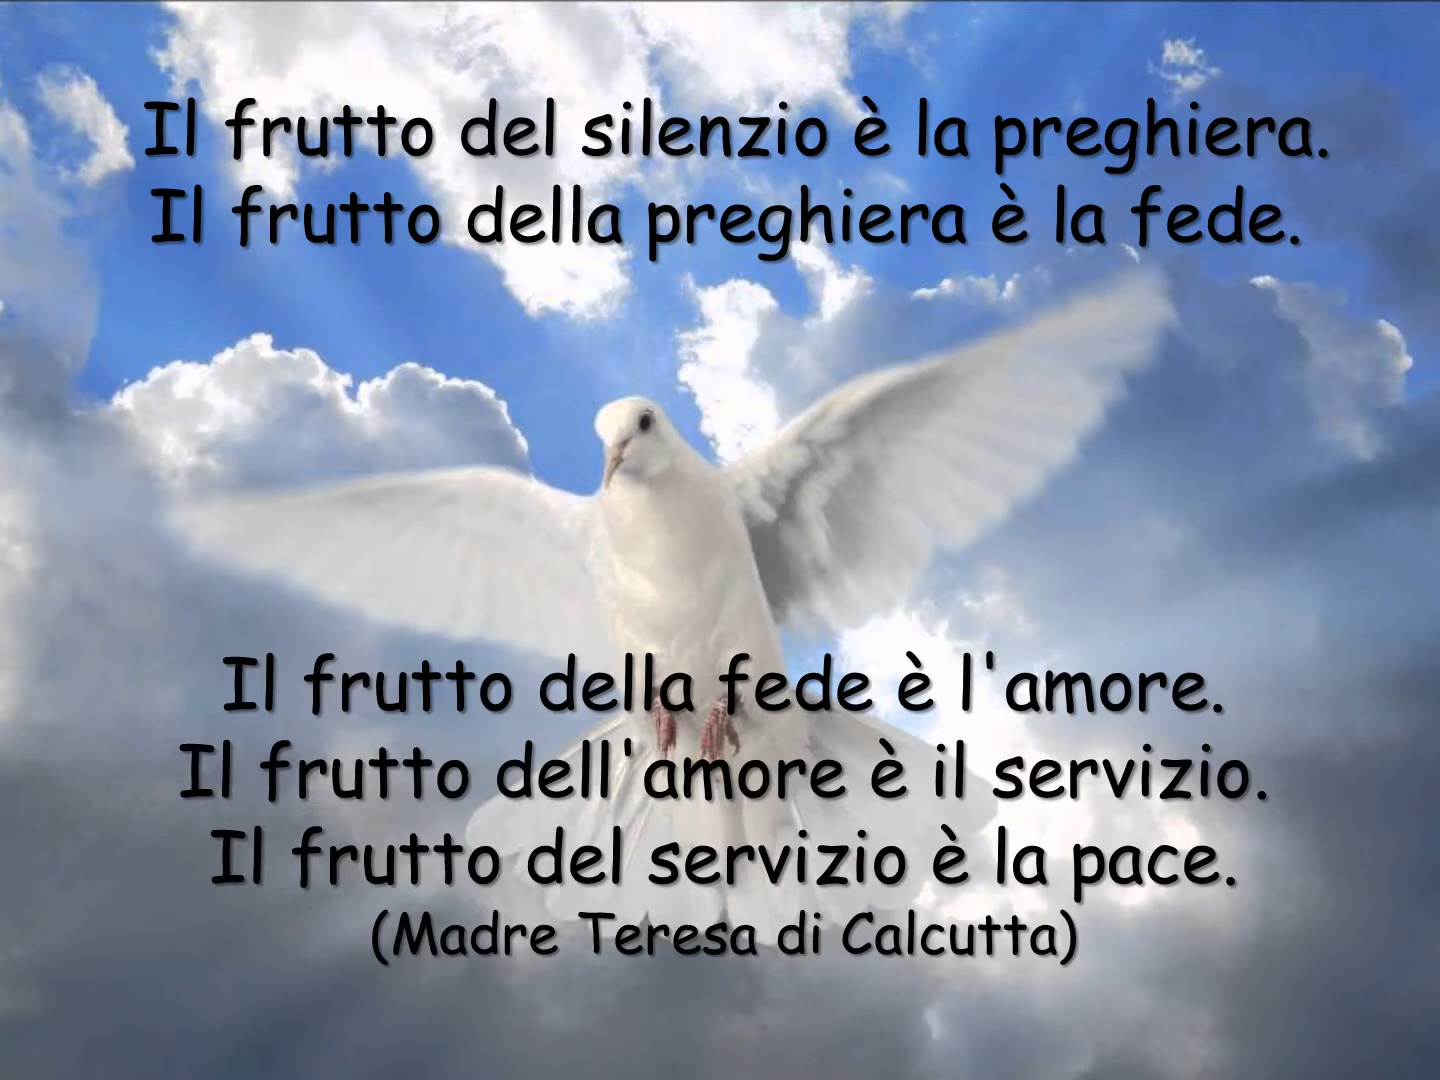 Il frutto del silenzio è la preghiera.
Il frutto della preghiera è la fede.
Il frutto della fede è l'amore.
Il frutto dell'amore è il servizio.
Il frutto del servizio è la pace.
(Madre Teresa di Calcutta)